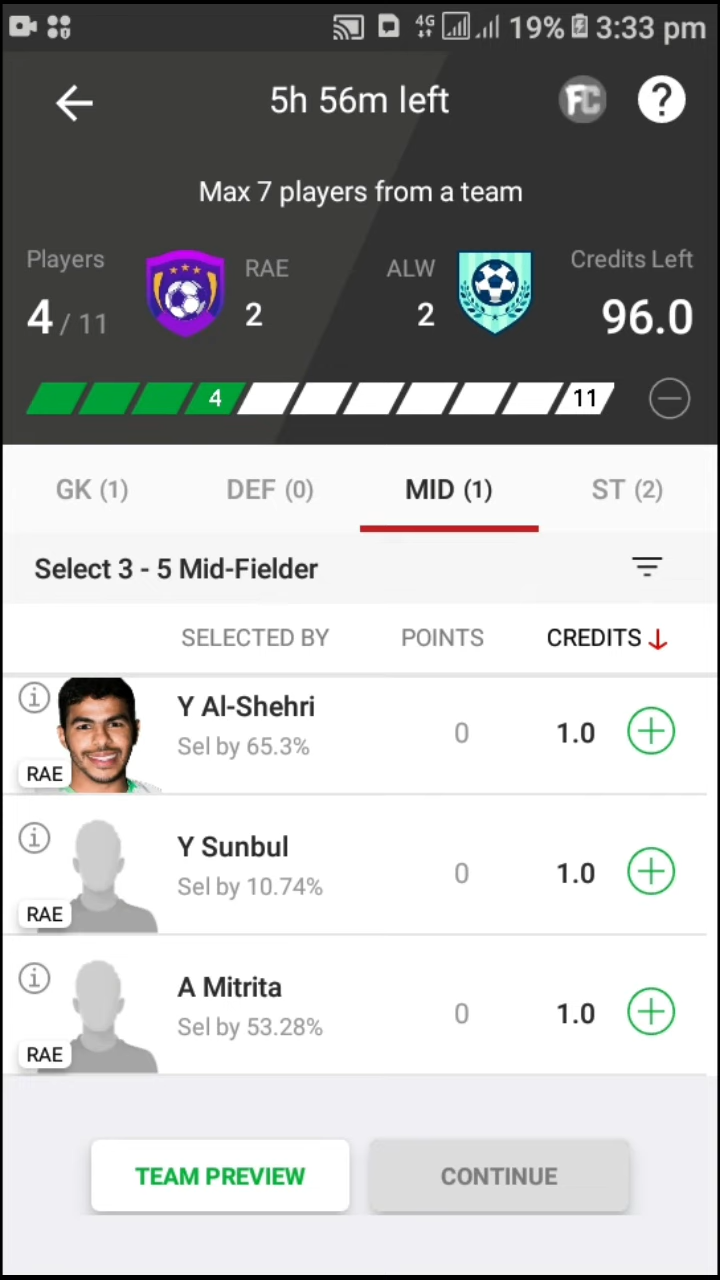 4G 19% 3:33 pm
5h 56m left
FC ?
Max 7 players from a team
Players RAE ALW Credits Left
4 / 11 2 2 96.0
4 11
GK (1) DEF (0) MID (1) ST (2)
Select 3 - 5 Mid-Fielder
SELECTED BY POINTS CREDITS
i Y Al-Shehri
Sel by 65.3% 0 1.0
RAE
i Y Sunbul
Sel by 10.74% 0 1.0
RAE
i A Mitrita
Sel by 53.28% 0 1.0
RAE
TEAM PREVIEW CONTINUE